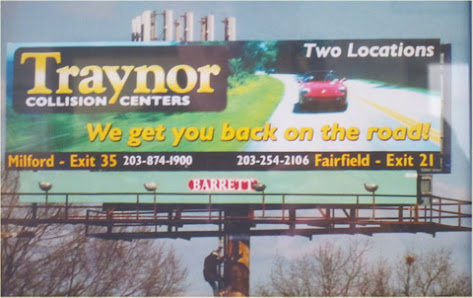 Two Locations
Traynor
COLLISION CENTERS
We get you back on the road!
Milford - Exit 35 203-874-1900 203-254-2106 Fairfield - Exit 21
BARRETT